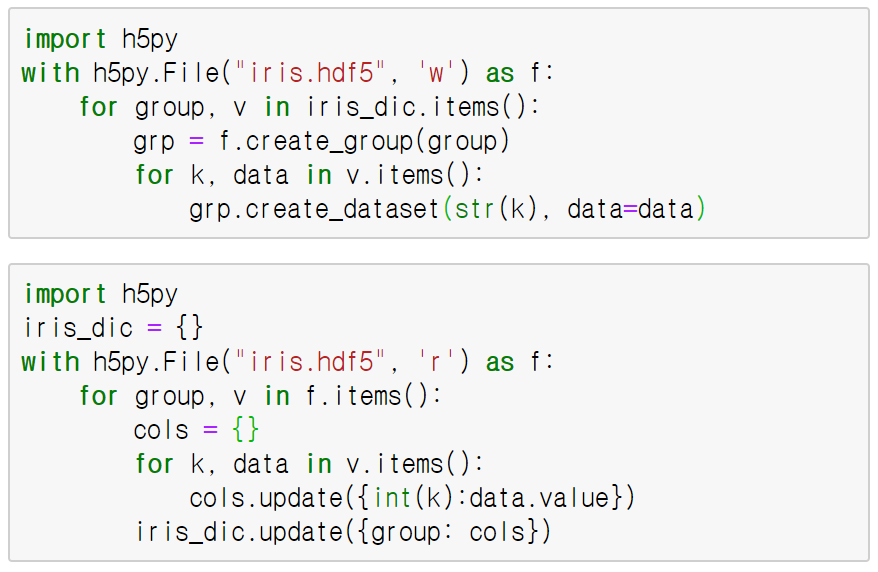 import h5py
with h5py.File("iris.hdf5", 'w') as f:
    for group, v in iris_dic.items():
        grp = f.create_group(group)
        for k, data in v.items():
            grp.create_dataset(str(k), data=data)
import h5py
iris_dic = {}
with h5py.File("iris.hdf5", 'r') as f:
    for group, v in f.items():
        cols = {}
        for k, data in v.items():
            cols.update({int(k):data.value})
        iris_dic.update({group: cols})